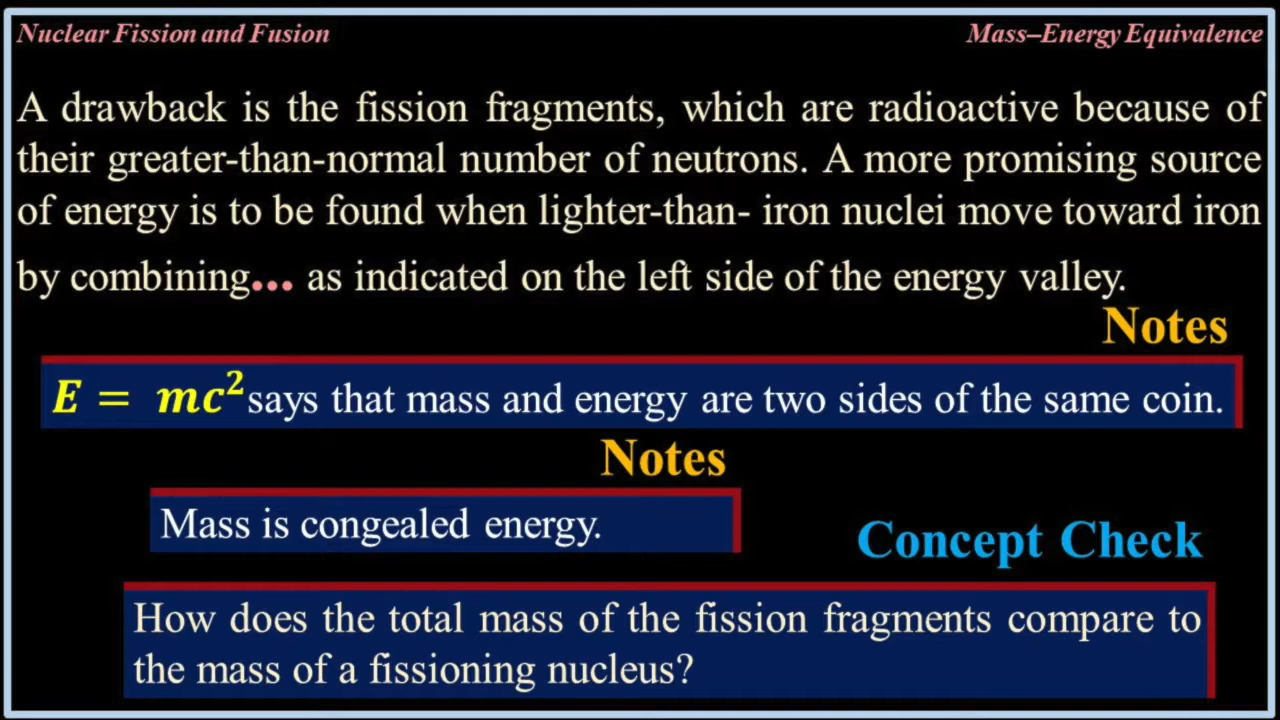 Nuclear Fission and Fusion
Mass–Energy Equivalence
A drawback is the fission fragments, which are radioactive because of
their greater-than-normal number of neutrons. A more promising source
of energy is to be found when lighter-than- iron nuclei move toward iron
by combining... as indicated on the left side of the energy valley.
Notes
E = mc² says that mass and energy are two sides of the same coin.
Notes
Mass is congealed energy.
Concept Check
How does the total mass of the fission fragments compare to
the mass of a fissioning nucleus?